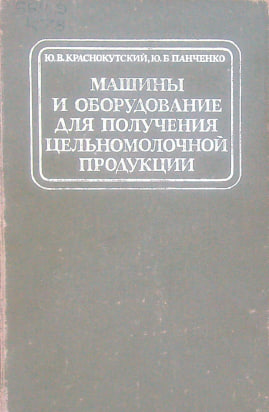 Ю.В.КРАСНОКУТСКИЙ, Ю.Б ПАНЧЕНКО
МАШИНЫ
И ОБОРУДОВАНИЕ
ДЛЯ ПОЛУЧЕНИЯ
ЦЕЛЬНОМОЛОЧНОЙ
ПРОДУКЦИИ